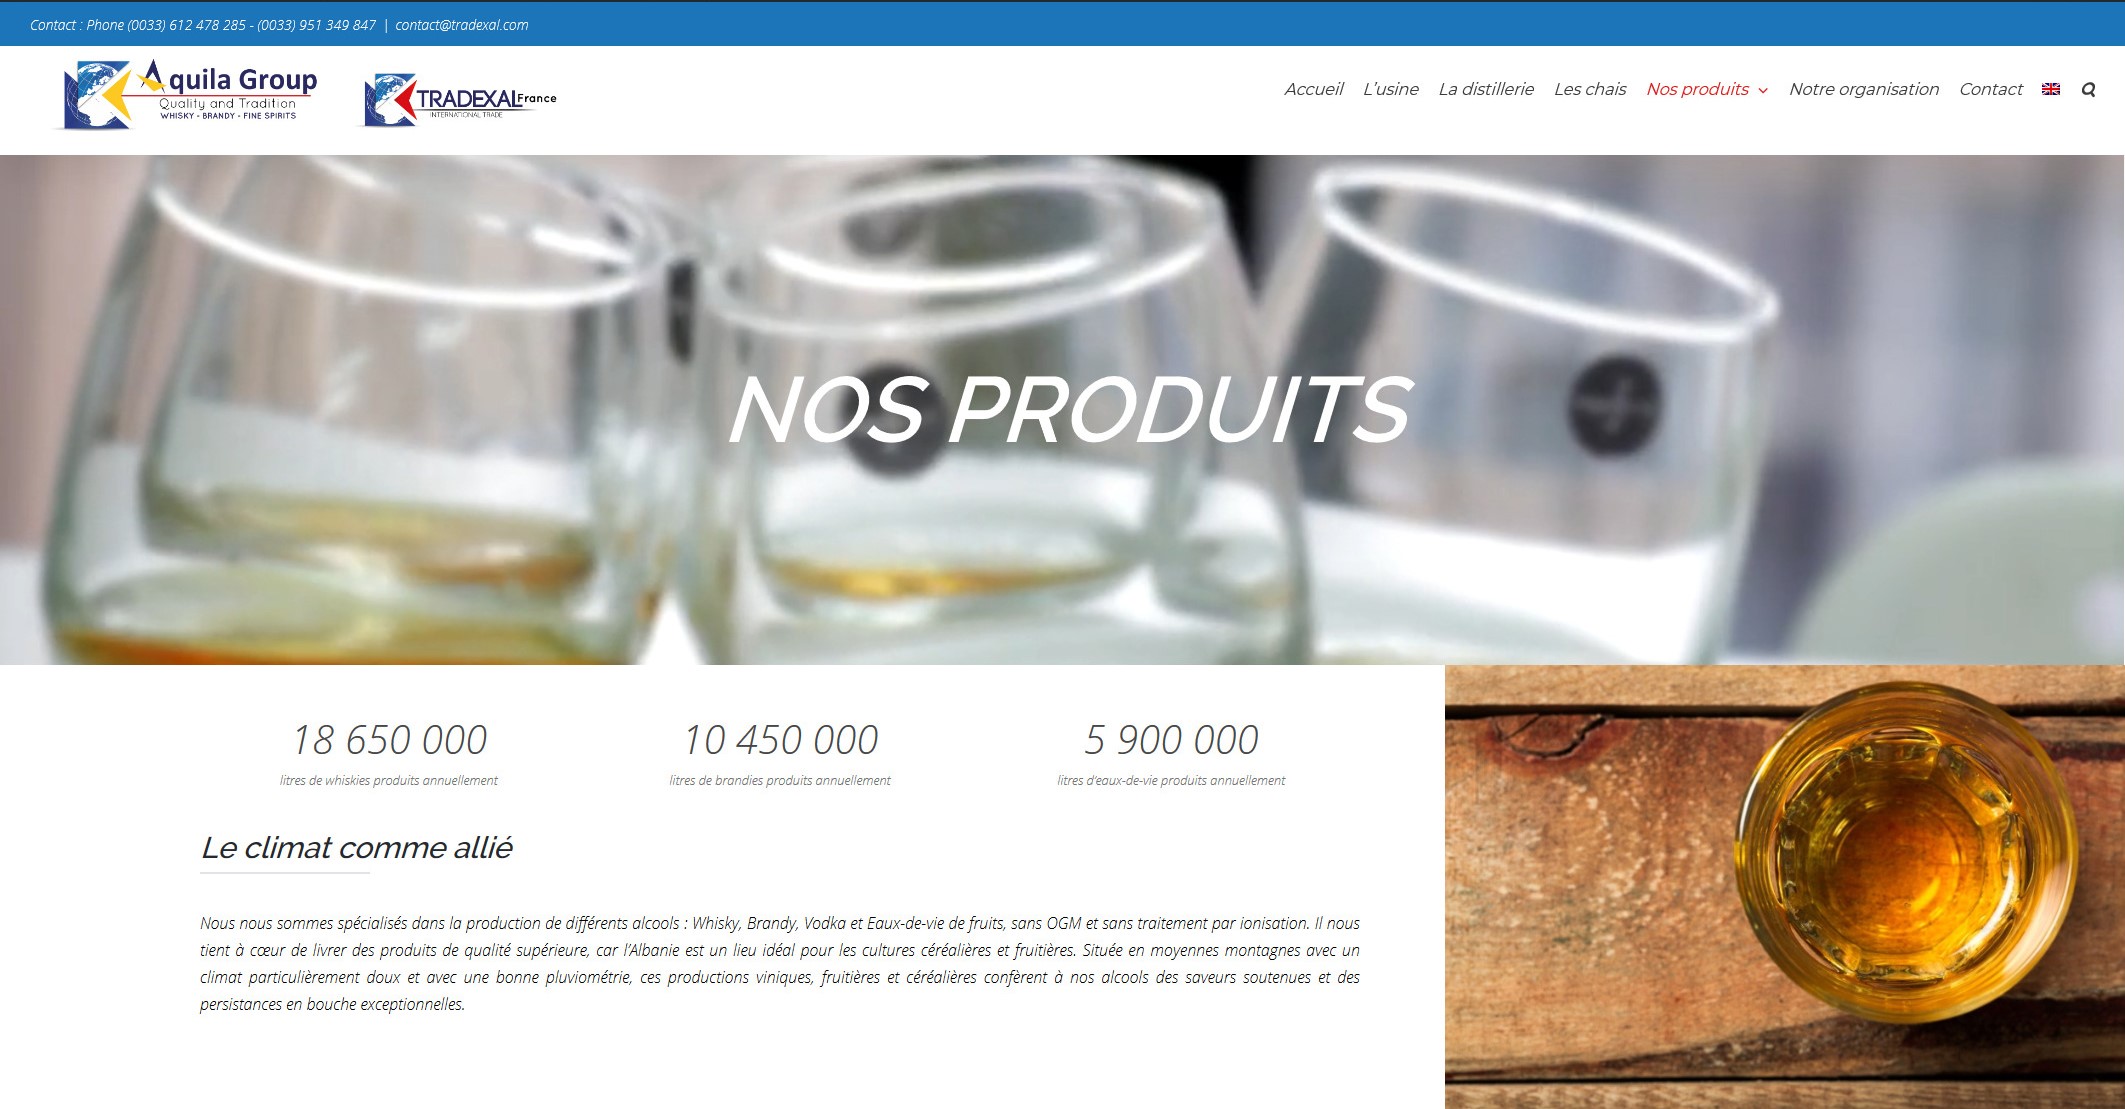 Contact : Phone (0033) 612 478 285 - (0033) 951 349 847 | contact@tradexal.com
Aquila Group
Quality and Tradition
WHISKY - BRANDY - FINE SPIRITS
TRADEXAL France
INTERNATIONAL TRADE
Accueil L’usine La distillerie Les chais Nos produits Notre organisation Contact
NOS PRODUITS
18 650 000 10 450 000 5 900 000
litres de whiskies produits annuellement litres de brandies produits annuellement litres d’eaux-de-vie produits annuellement
Le climat comme allié
Nous nous sommes spécialisés dans la production de différents alcools : Whisky, Brandy, Vodka et Eaux-de-vie de fruits, sans OGM et sans traitement par ionisation. Il nous
tient à cœur de livrer des produits de qualité supérieure, car l’Albanie est un lieu idéal pour les cultures céréalières et fruitières. Située en moyennes montagnes avec un
climat particulièrement doux et avec une bonne pluviométrie, ces productions viniques, fruitières et céréalières confèrent à nos alcools des saveurs soutenues et des
persistances en bouche exceptionnelles.